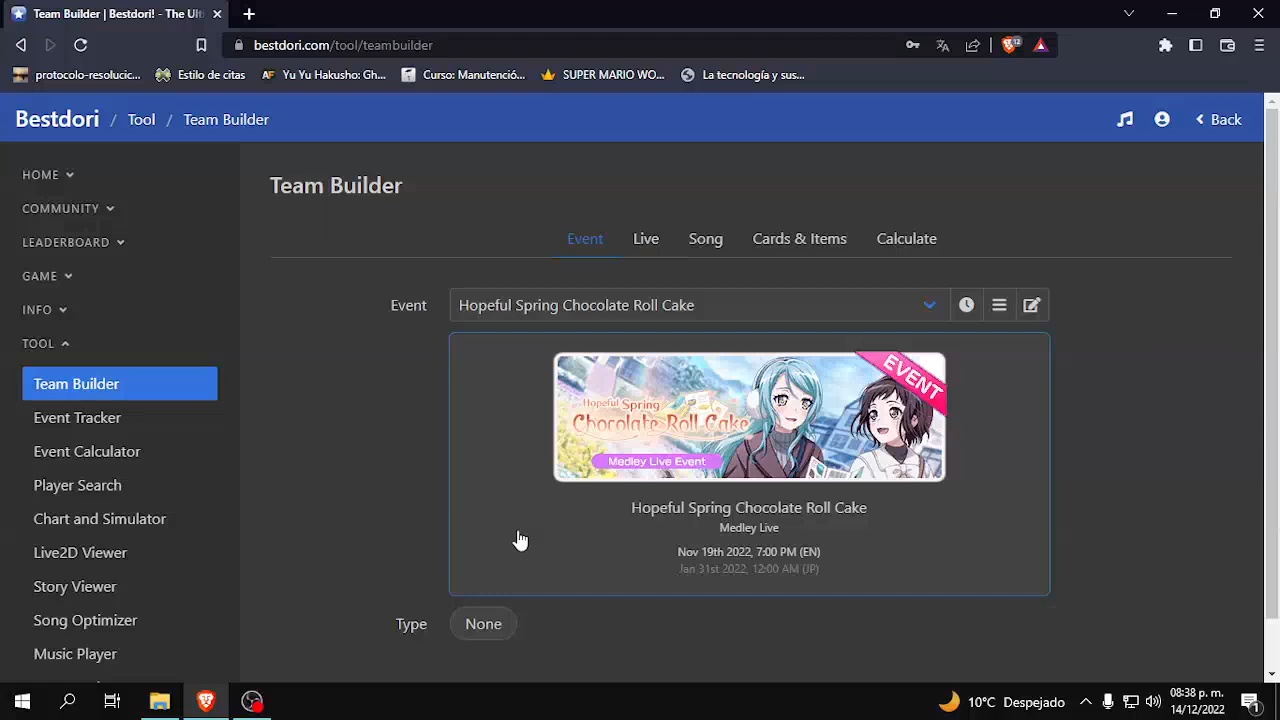 Team Builder | Bestdori! - The Ulti
bestdori.com/tool/teambuilder
12
protocolo-resoluci...
Estilo de citas
AF
Yu Yu Hakusho: Gh...
Curso: Manutenció...
SUPER MARIO WO...
La tecnología y sus...
Bestdori / Tool / Team Builder
Back
HOME
COMMUNITY
LEADERBOARD
GAME
INFO
TOOL
Team Builder
Event Tracker
Event Calculator
Player Search
Chart and Simulator
Live2D Viewer
Story Viewer
Song Optimizer
Music Player
Team Builder
Event
Live
Song
Cards & Items
Calculate
Event
Hopeful Spring Chocolate Roll Cake
EVENT
Hopeful Spring
Chocolate Roll Cake
Medley Live Event
Hopeful Spring Chocolate Roll Cake
Medley Live
Nov 19th 2022, 7:00 PM (EN)
Jan 31st 2022, 12:00 AM (JP)
Type
None
10°C Despejado
08:38 p. m.
14/12/2022
1